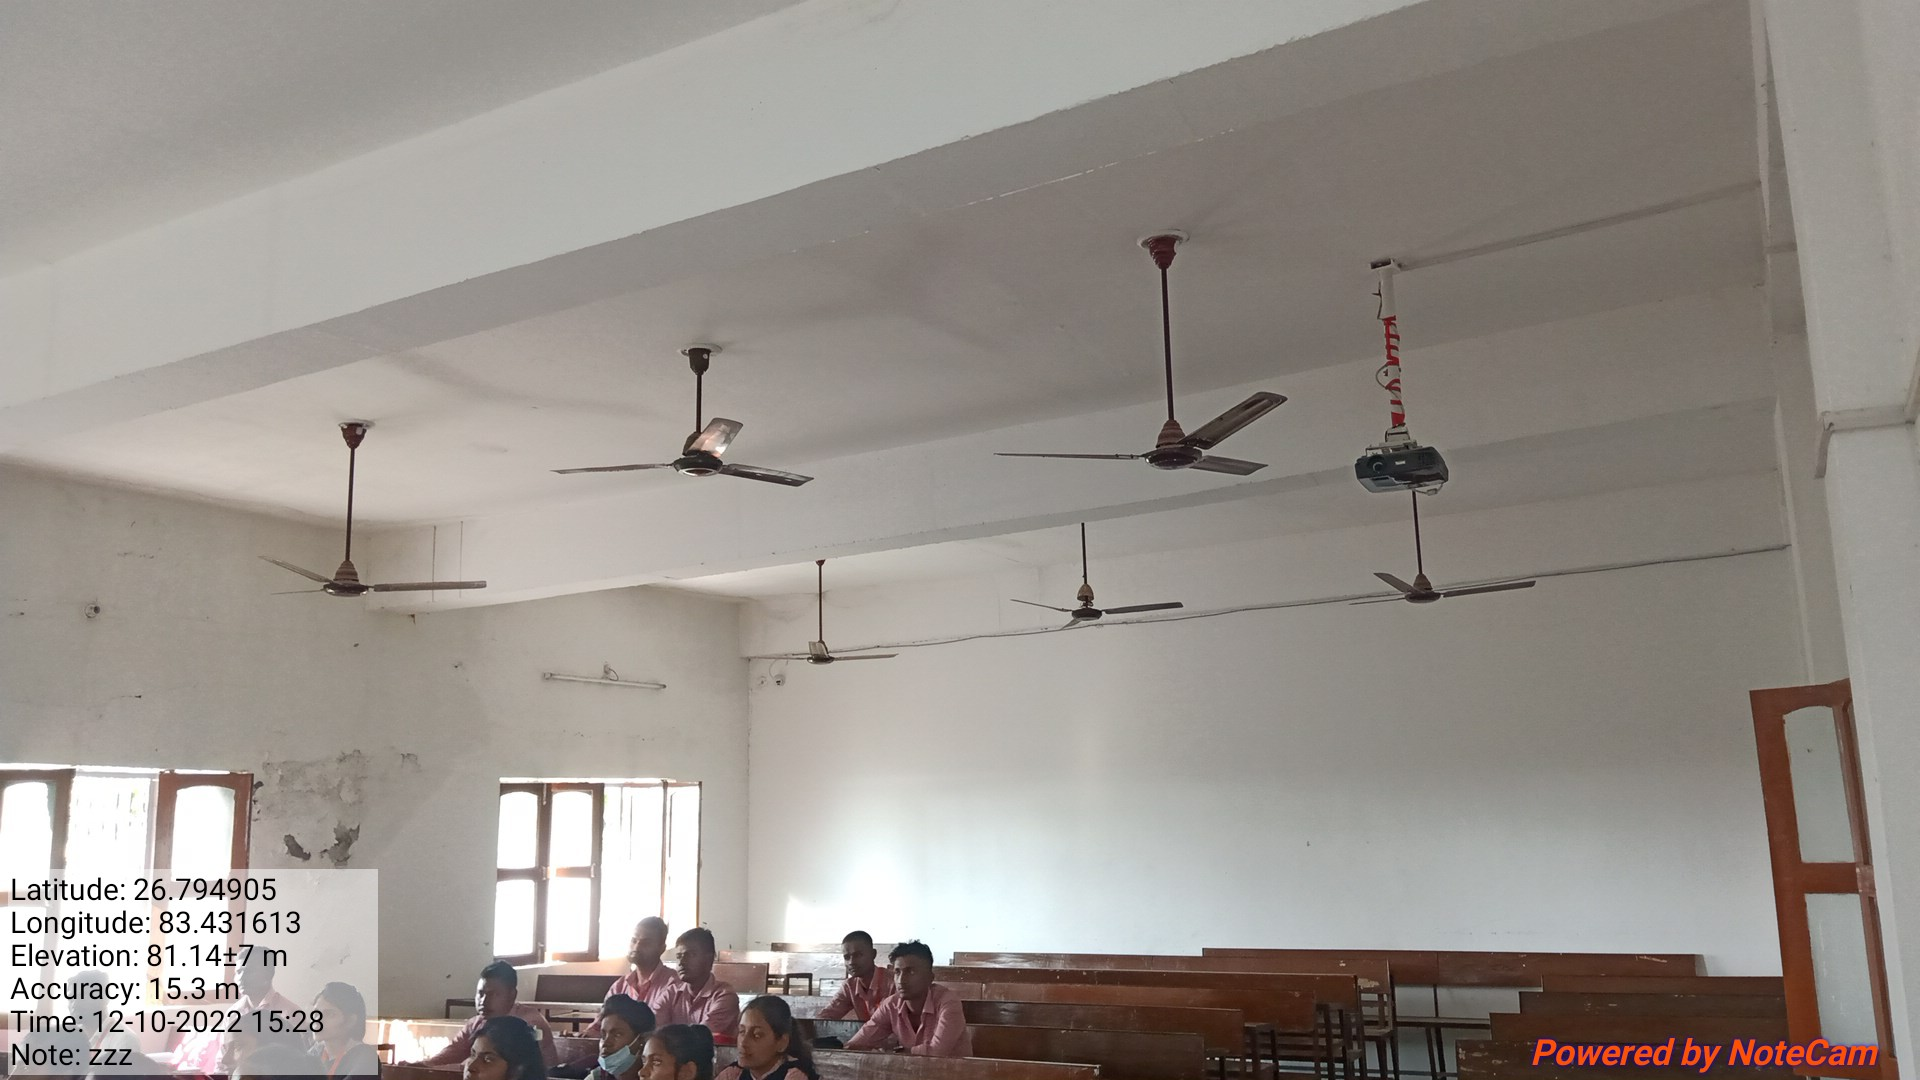 Latitude: 26.794905
Longitude: 83.431613
Elevation: 81.14±7 m
Accuracy: 15.3 m
Time: 12-10-2022 15:28
Note: zzz
Powered by NoteCam